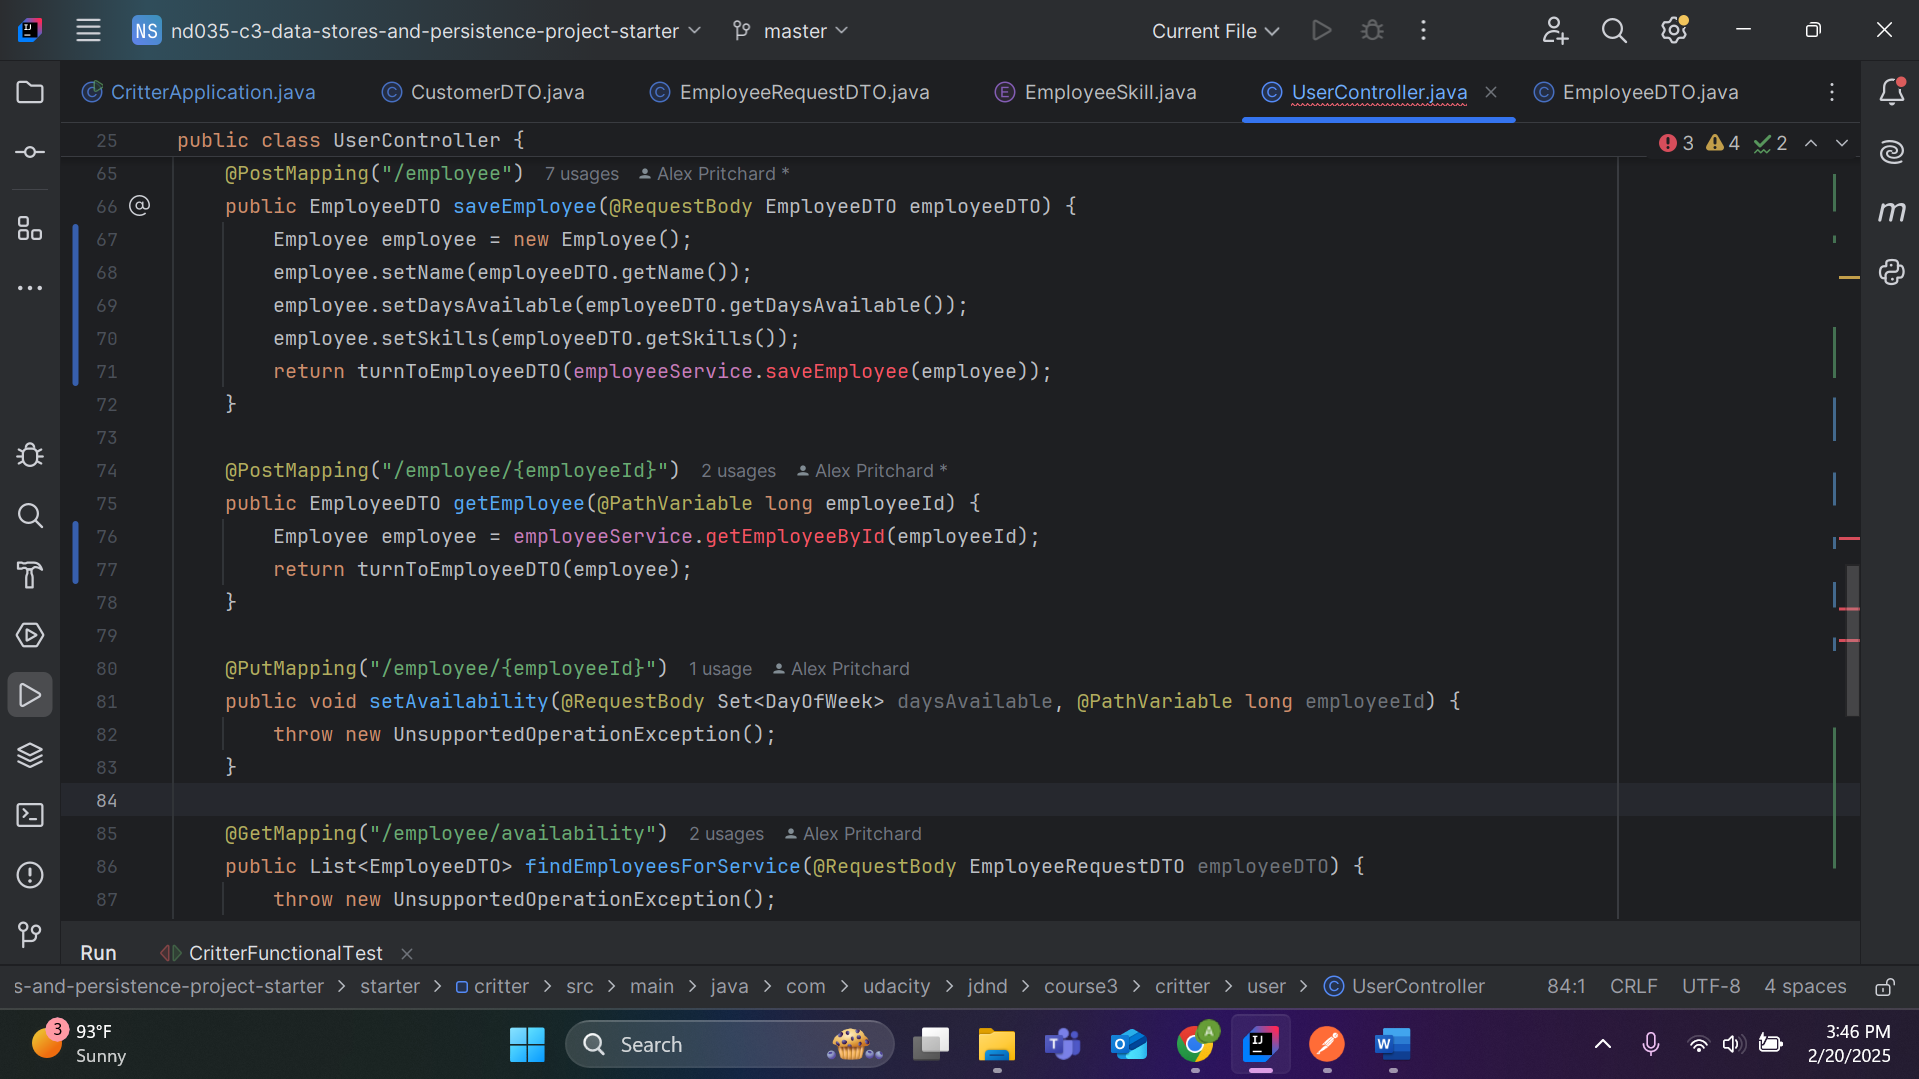 NS nd035-c3-data-stores-and-persistence-project-starter master Current File
CritterApplication.java CustomerDTO.java EmployeeRequestDTO.java EmployeeSkill.java UserController.java EmployeeDTO.java
25 public class UserController { 3 4 2
65 @PostMapping("/employee") 7 usages Alex Pritchard *
66 public EmployeeDTO saveEmployee(@RequestBody EmployeeDTO employeeDTO) {
67 Employee employee = new Employee();
68 employee.setName(employeeDTO.getName());
69 employee.setDaysAvailable(employeeDTO.getDaysAvailable());
70 employee.setSkills(employeeDTO.getSkills());
71 return turnToEmployeeDTO(employeeService.saveEmployee(employee));
72 }
73
74 @PostMapping("/employee/{employeeId}") 2 usages Alex Pritchard *
75 public EmployeeDTO getEmployee(@PathVariable long employeeId) {
76 Employee employee = employeeService.getEmployeeById(employeeId);
77 return turnToEmployeeDTO(employee);
78 }
79
80 @PutMapping("/employee/{employeeId}") 1 usage Alex Pritchard
81 public void setAvailability(@RequestBody Set<DayOfWeek> daysAvailable, @PathVariable long employeeId) {
82 throw new UnsupportedOperationException();
83 }
84
85 @GetMapping("/employee/availability") 2 usages Alex Pritchard
86 public List<EmployeeDTO> findEmployeesForService(@RequestBody EmployeeRequestDTO employeeDTO) {
87 throw new UnsupportedOperationException();
Run CritterFunctionalTest
s-and-persistence-project-starter > starter > critter > src > main > java > com > udacity > jdnd > course3 > critter > user > UserController 84:1 CRLF UTF-8 4 spaces
3 93°F
Sunny
Search
A
3:46 PM
2/20/2025